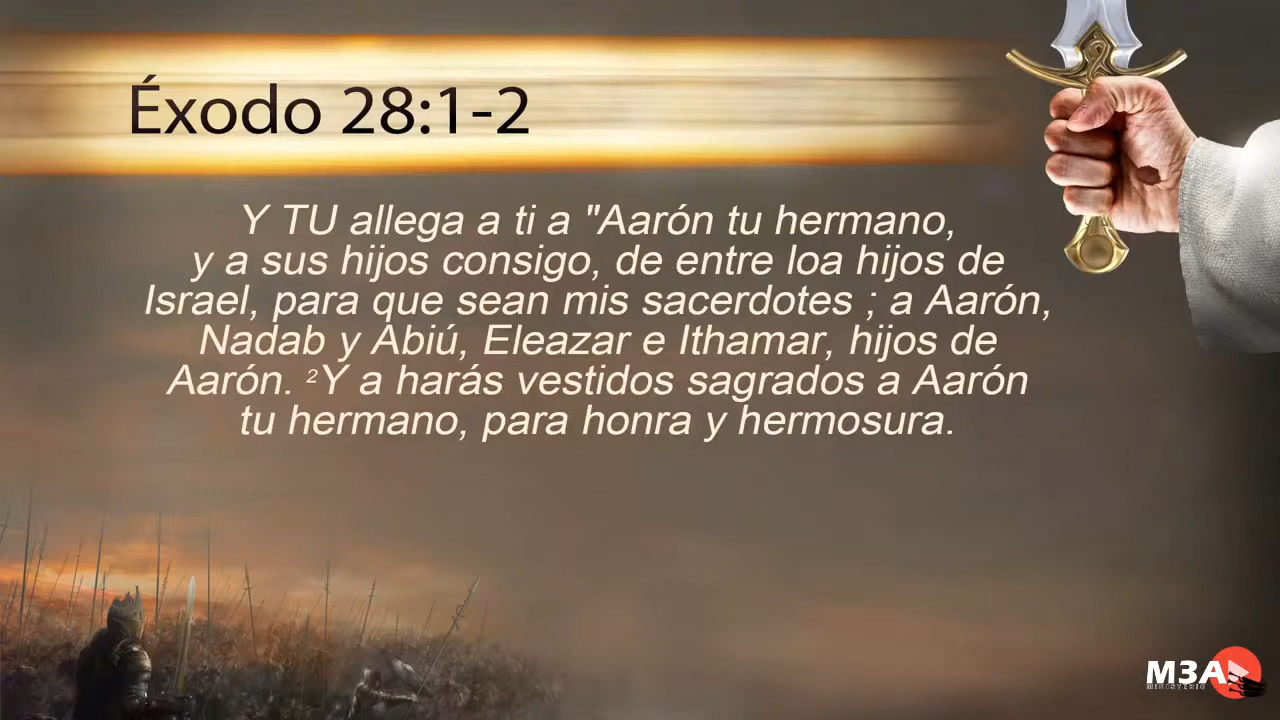 Éxodo 28:1-2
Y TU allega a ti a "Aarón tu hermano,
y a sus hijos consigo, de entre loa hijos de
Israel, para que sean mis sacerdotes ; a Aarón,
Nadab y Abiú, Eleazar e Ithamar, hijos de
Aarón. ²Y a harás vestidos sagrados a Aarón
tu hermano, para honra y hermosura.
M3A
MINISTERIO